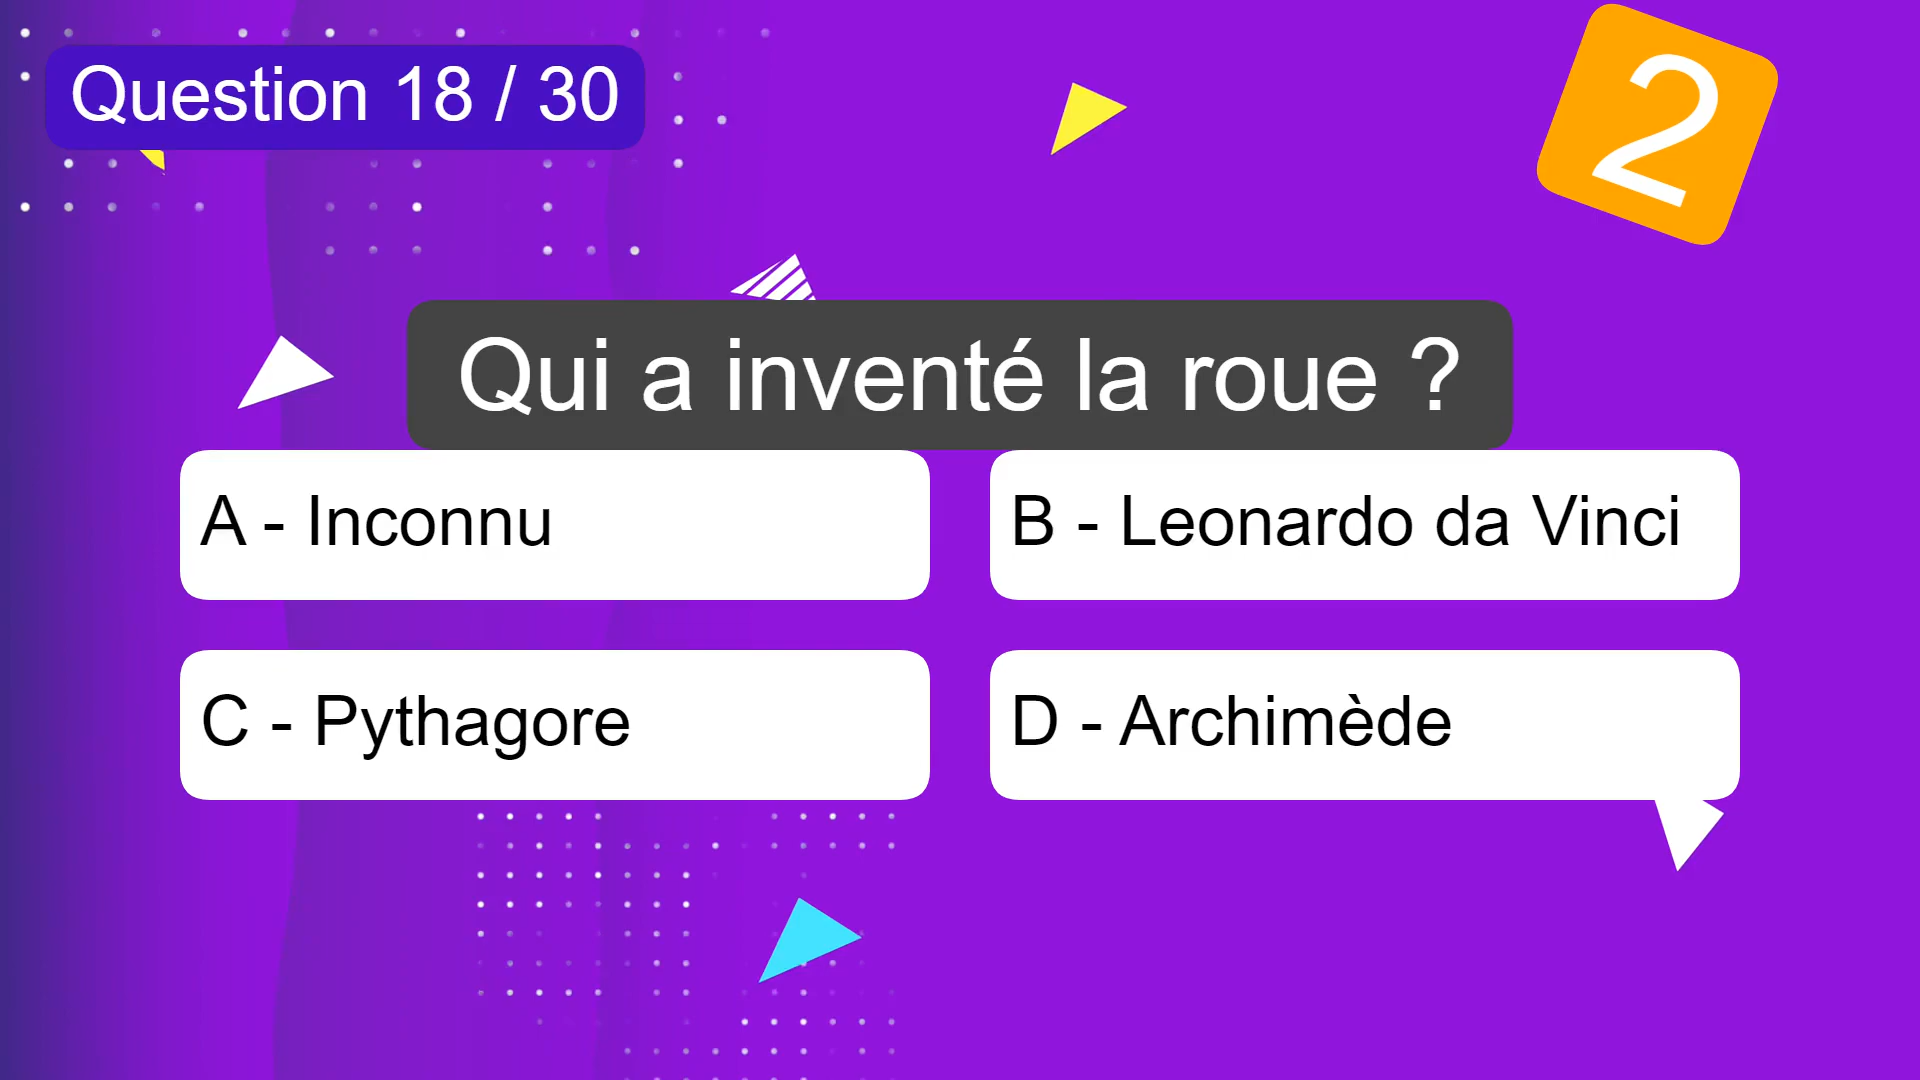 Question 18 / 30
2
Qui a inventé la roue ?
A - Inconnu
B - Leonardo da Vinci
C - Pythagore
D - Archimède